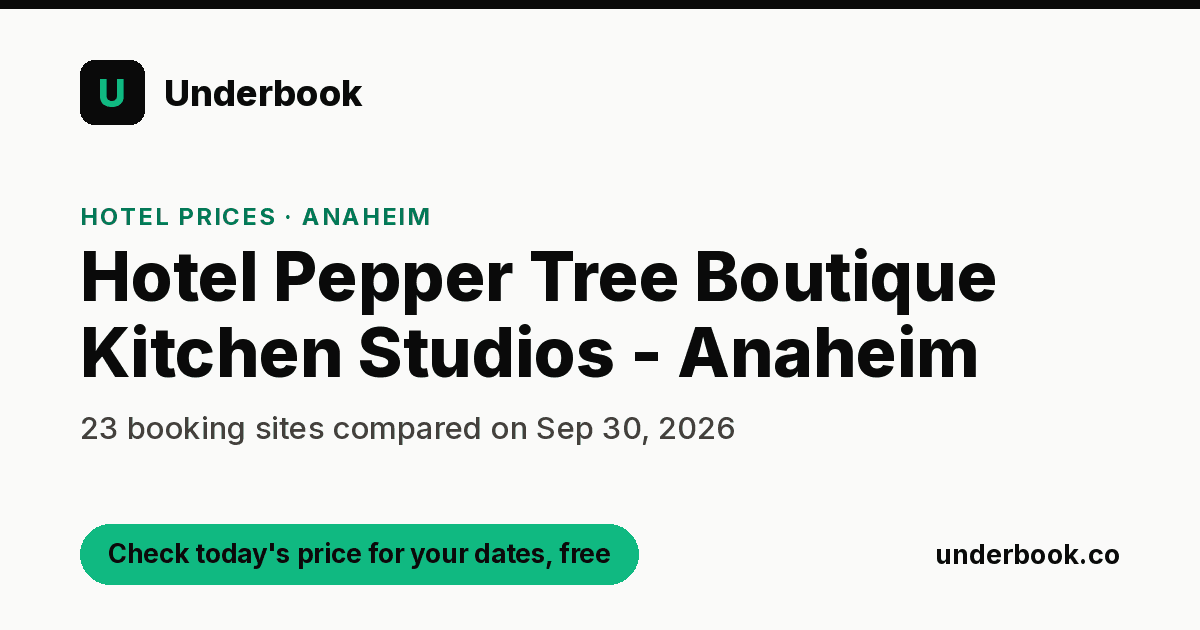 U Underbook
HOTEL PRICES · ANAHEIM
Hotel Pepper Tree Boutique
Kitchen Studios - Anaheim
23 booking sites compared on Sep 30, 2026
Check today's price for your dates, free
underbook.co